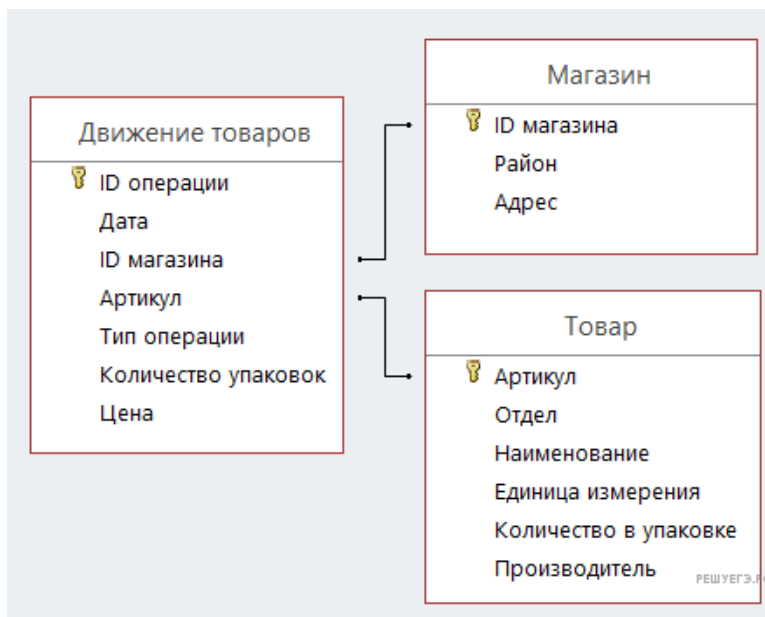 Движение товаров
ID операции
Дата
ID магазина
Артикул
Тип операции
Количество упаковок
Цена
Магазин
ID магазина
Район
Адрес
Товар
Артикул
Отдел
Наименование
Единица измерения
Количество в упаковке
Производитель